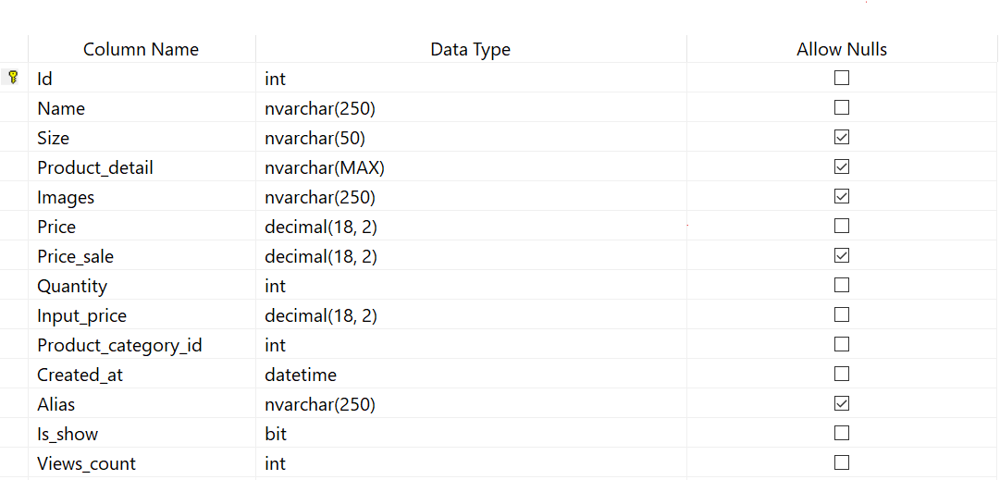 Column Name Data Type Allow Nulls
Id int
Name nvarchar(250)
Size nvarchar(50)
Product_detail nvarchar(MAX)
Images nvarchar(250)
Price decimal(18, 2)
Price_sale decimal(18, 2)
Quantity int
Input_price decimal(18, 2)
Product_category_id int
Created_at datetime
Alias nvarchar(250)
Is_show bit
Views_count int